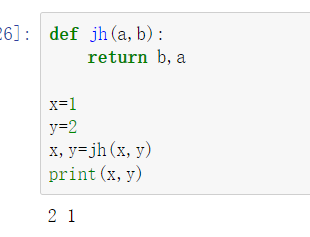 26]:
def jh(a,b):
    return b,a

x=1
y=2
x,y=jh(x,y)
print(x,y)
2 1